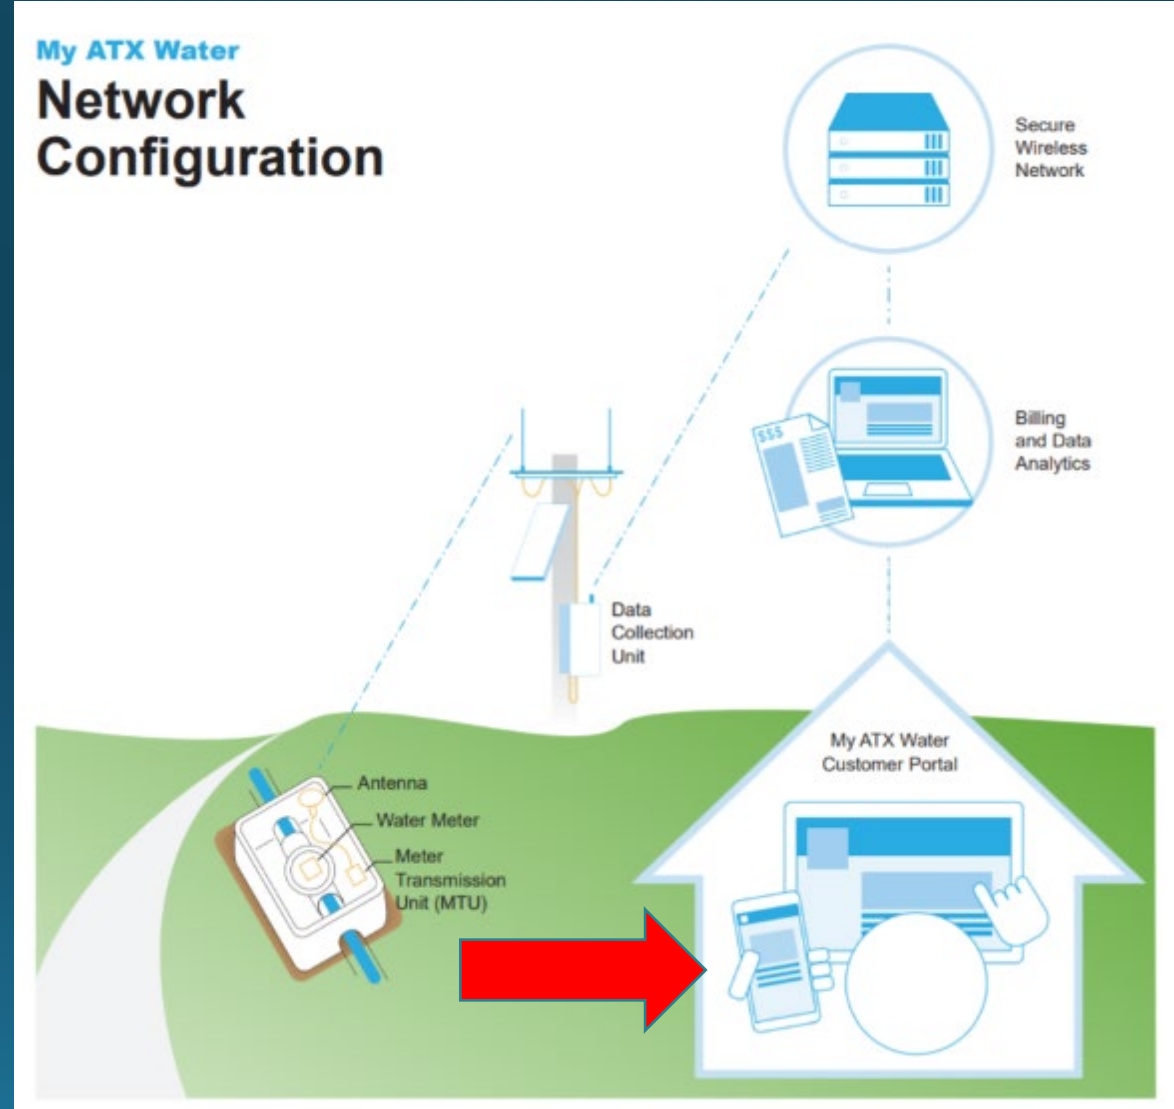 My ATX Water
Network
Configuration
Secure
Wireless
Network
$$$
Billing
and Data
Analytics
Data
Collection
Unit
My ATX Water
Customer Portal
Antenna
Water Meter
Meter
Transmission
Unit (MTU)